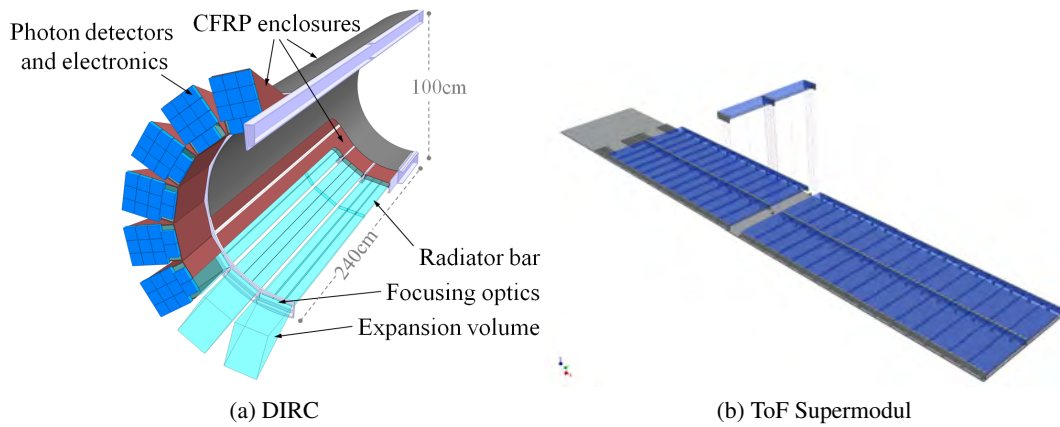 Photon detectors
and electronics
CFRP enclosures
100cm
240cm
Radiator bar
Focusing optics
Expansion volume
(a) DIRC
(b) ToF Supermodul